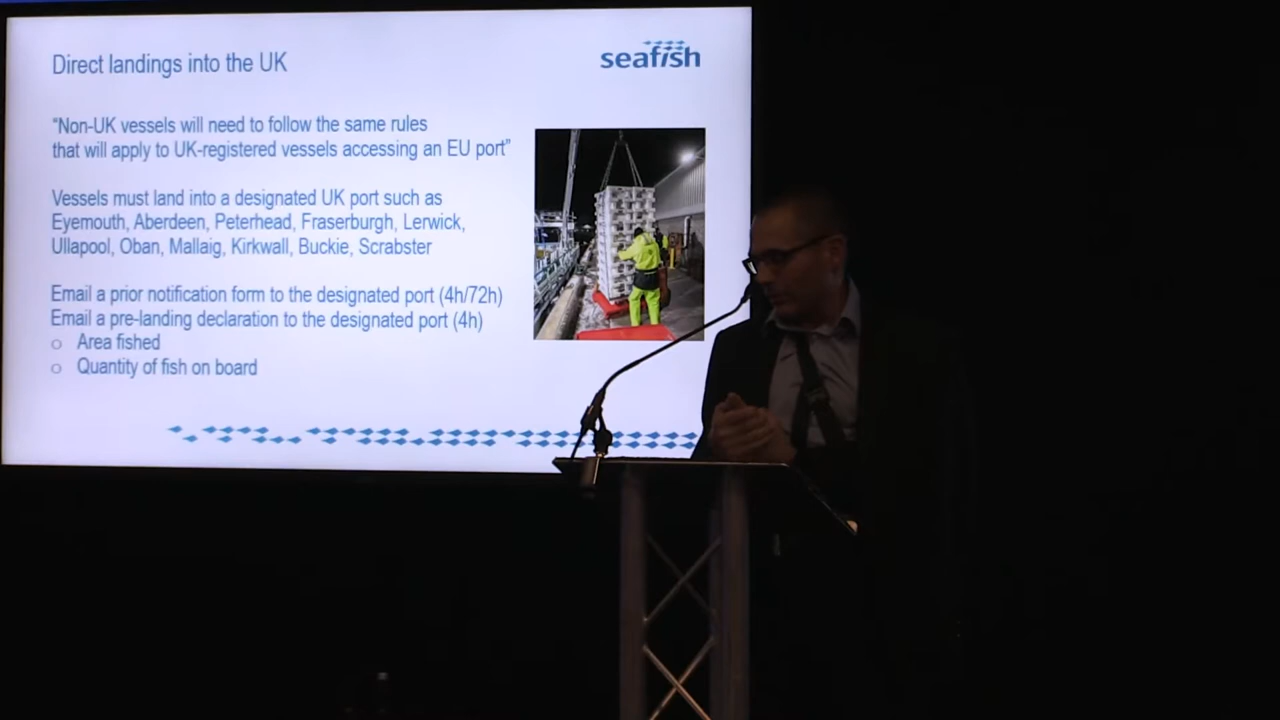 Direct landings into the UK
seafish
“Non-UK vessels will need to follow the same rules
that will apply to UK-registered vessels accessing an EU port”
Vessels must land into a designated UK port such as
Eyemouth, Aberdeen, Peterhead, Fraserburgh, Lerwick,
Ullapool, Oban, Mallaig, Kirkwall, Buckie, Scrabster
Email a prior notification form to the designated port (4h/72h)
Email a pre-landing declaration to the designated port (4h)
o Area fished
o Quantity of fish on board